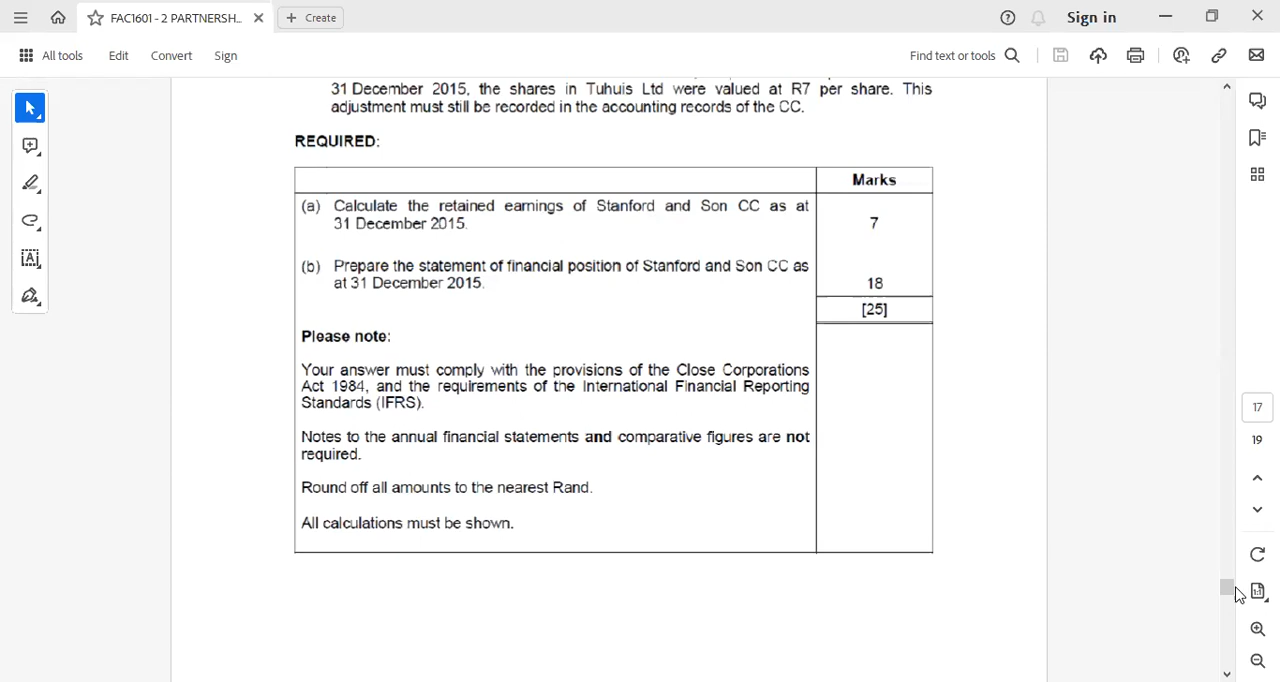 FAC1601 - 2 PARTNERSH...
Create
Sign in
All tools
Edit
Convert
Sign
Find text or tools
31 December 2015, the shares in Tuhuis Ltd were valued at R7 per share. This
adjustment must still be recorded in the accounting records of the CC.
REQUIRED:
Marks
(a) Calculate the retained earnings of Stanford and Son CC as at
31 December 2015.
7
(b) Prepare the statement of financial position of Stanford and Son CC as
at 31 December 2015.
18
[25]
Please note:
Your answer must comply with the provisions of the Close Corporations
Act 1984, and the requirements of the International Financial Reporting
Standards (IFRS).
Notes to the annual financial statements and comparative figures are not
required.
Round off all amounts to the nearest Rand.
All calculations must be shown.
17
19